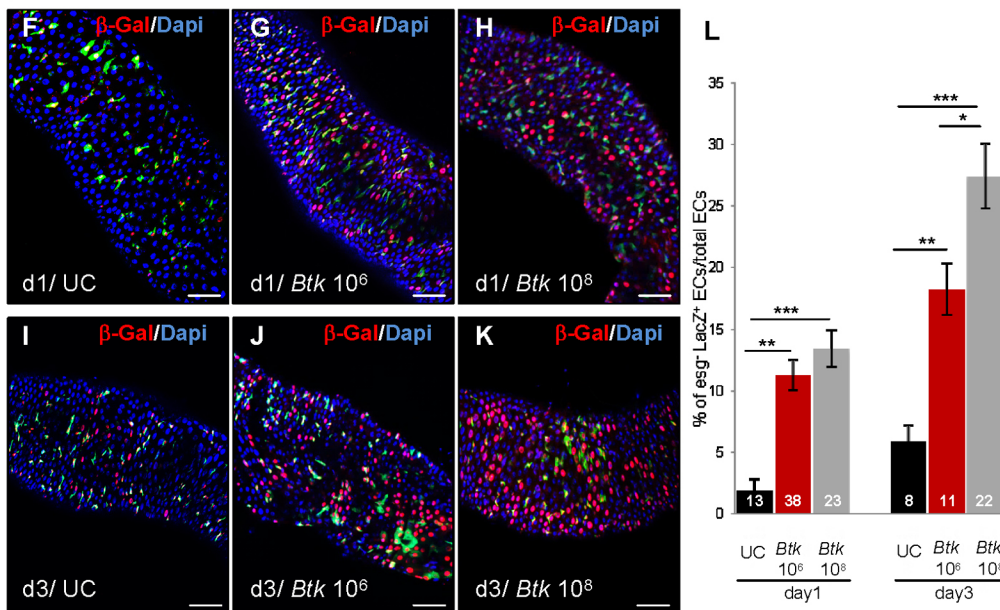 F β-Gal/Dapi
d1/ UC
G β-Gal/Dapi
d1/ Btk 10⁶
H β-Gal/Dapi
d1/ Btk 10⁸
I β-Gal/Dapi
d3/ UC
J β-Gal/Dapi
d3/ Btk 10⁶
K β-Gal/Dapi
d3/ Btk 10⁸
L
% of esg- LacZ⁺ ECs/total ECs
35
30
25
20
15
10
5
0
***
**
***
*
**
13 38 23 8 11 22
UC Btk 10⁶ Btk 10⁸ UC Btk 10⁶ Btk 10⁸
day1 day3